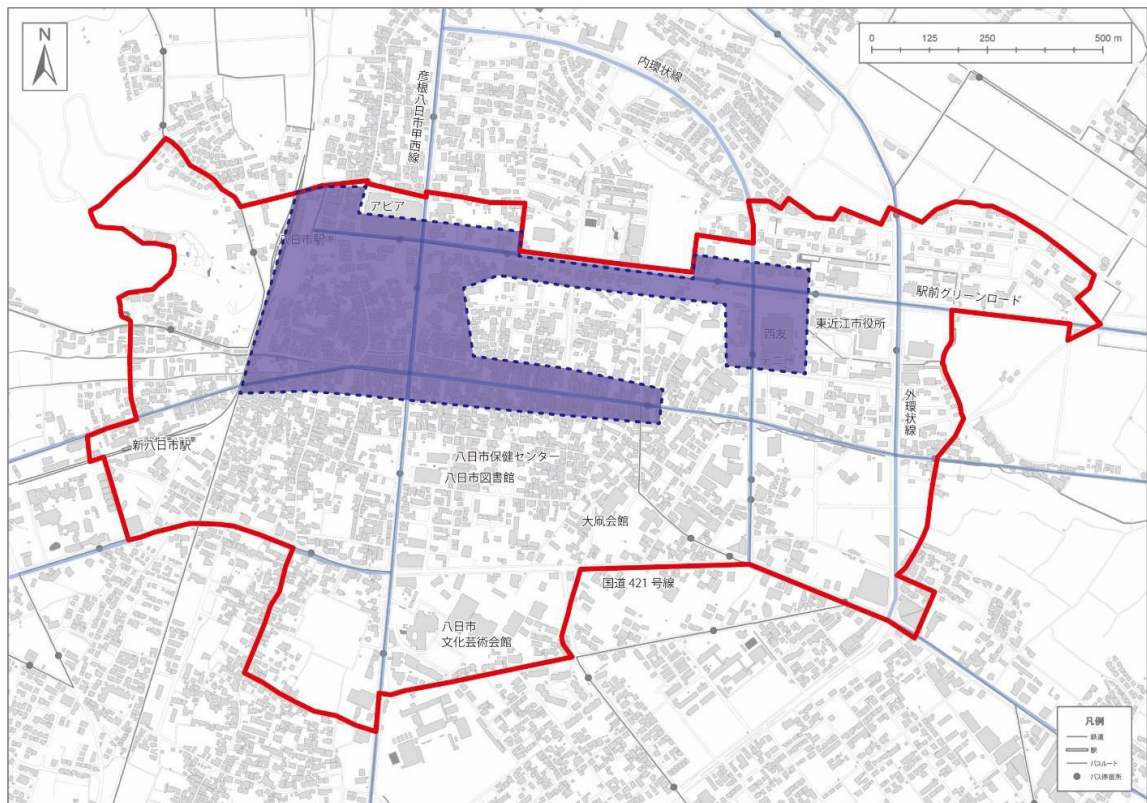 N
0 125 250 500 m
内環状線
彦根八日市甲西線
アピア
八日市駅
駅前グリーンロード
西友
東近江市役所
外環状線
新八日市駅
八日市保健センター
八日市図書館
大凧会館
国道 421 号線
八日市
文化芸術会館
凡例
鉄道
駅
バスルート
バス停留所